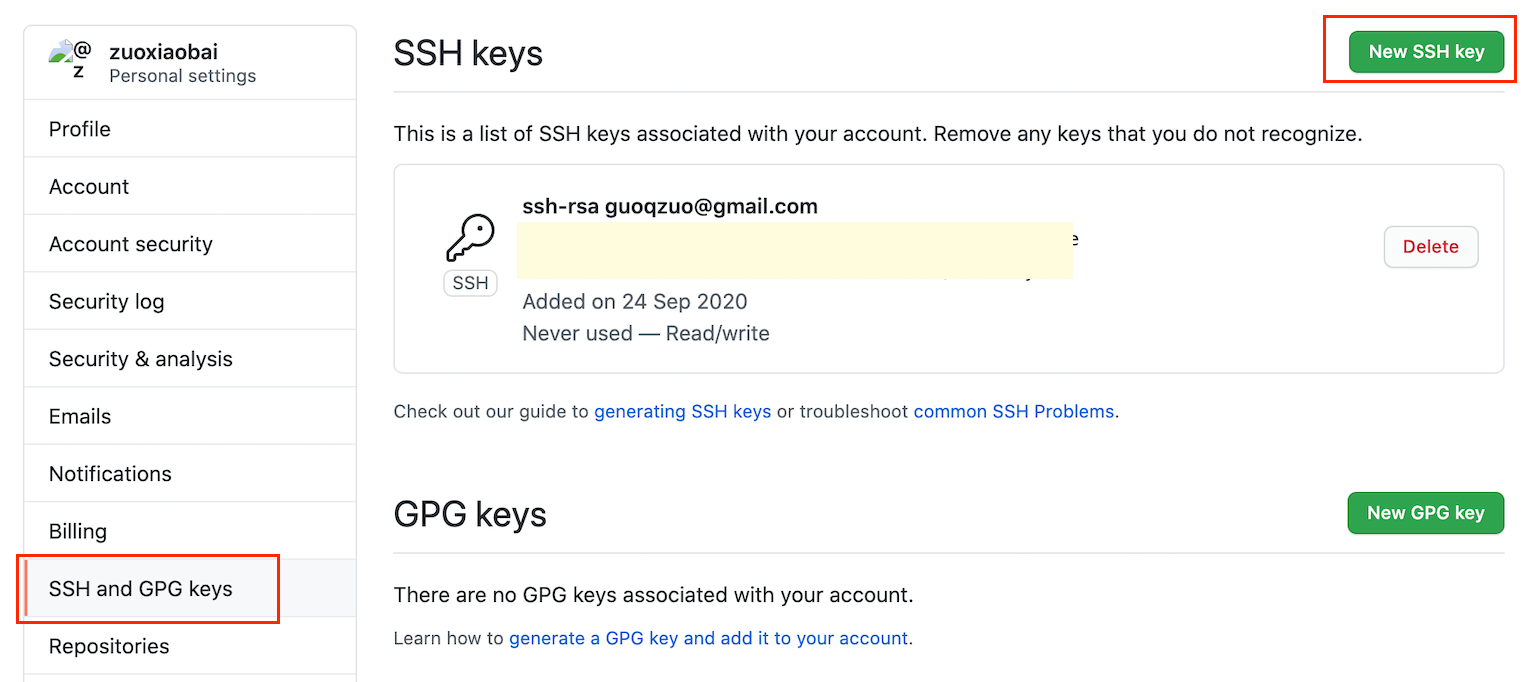 @z
zuoxiaobai
Personal settings
Profile
Account
Account security
Security log
Security & analysis
Emails
Notifications
Billing
SSH and GPG keys
Repositories
SSH keys
New SSH key
This is a list of SSH keys associated with your account. Remove any keys that you do not recognize.
ssh-rsa guoqzuo@gmail.com
e
SSH
Added on 24 Sep 2020
Never used — Read/write
Delete
Check out our guide to generating SSH keys or troubleshoot common SSH Problems.
GPG keys
New GPG key
There are no GPG keys associated with your account.
Learn how to generate a GPG key and add it to your account.